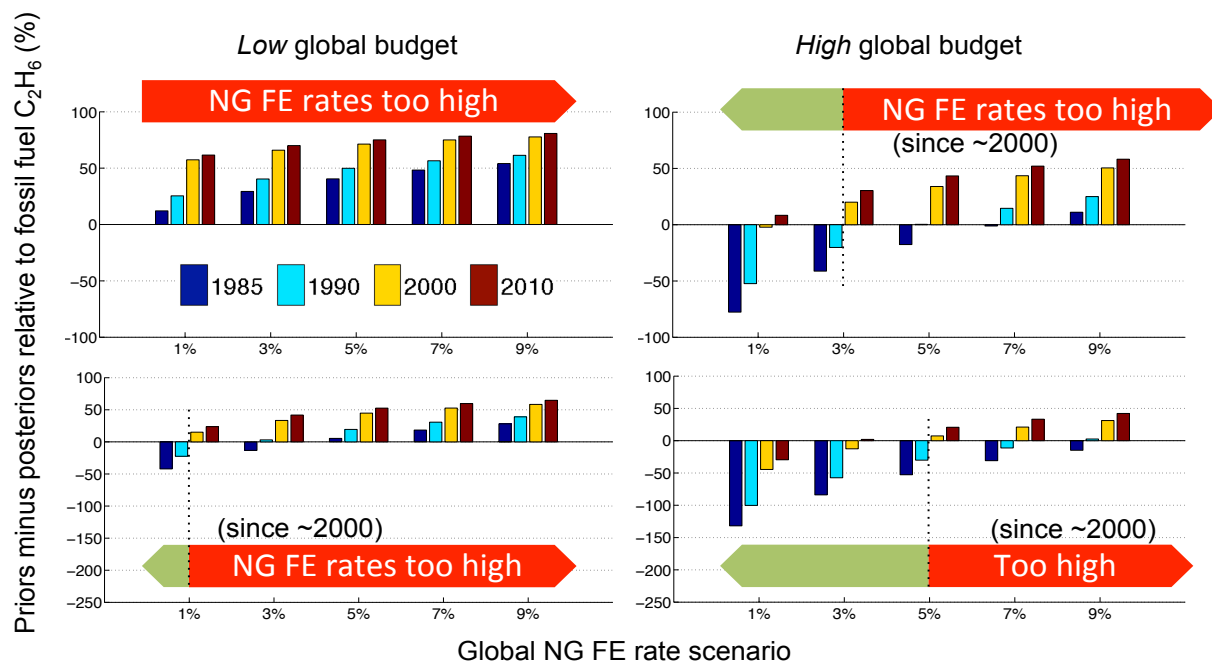 Priors minus posteriors relative to fossil fuel C₂H₆ (%)
Low global budget
NG FE rates too high
100
50
0
−50
−100
1985 1990 2000 2010
1% 3% 5% 7% 9%
High global budget
NG FE rates too high
(since ~2000)
100
50
0
−50
−100
1% 3% 5% 7% 9%
100
50
0
−50
−100
−150
−200
−250
(since ~2000)
NG FE rates too high
1% 3% 5% 7% 9%
100
50
0
−50
−100
−150
−200
−250
(since ~2000)
Too high
1% 3% 5% 7% 9%
Global NG FE rate scenario